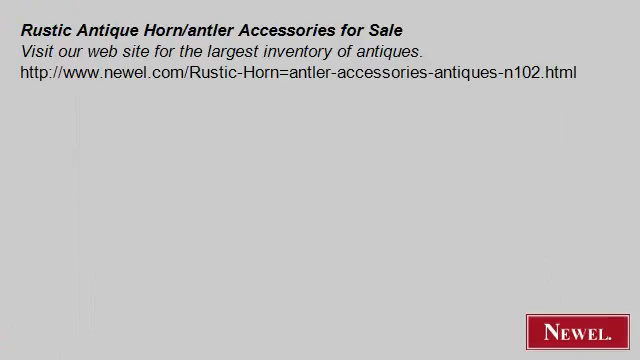 Rustic Antique Horn/antler Accessories for Sale
Visit our web site for the largest inventory of antiques.
http://www.newel.com/Rustic-Horn=antler-accessories-antiques-n102.html
NEWEL.